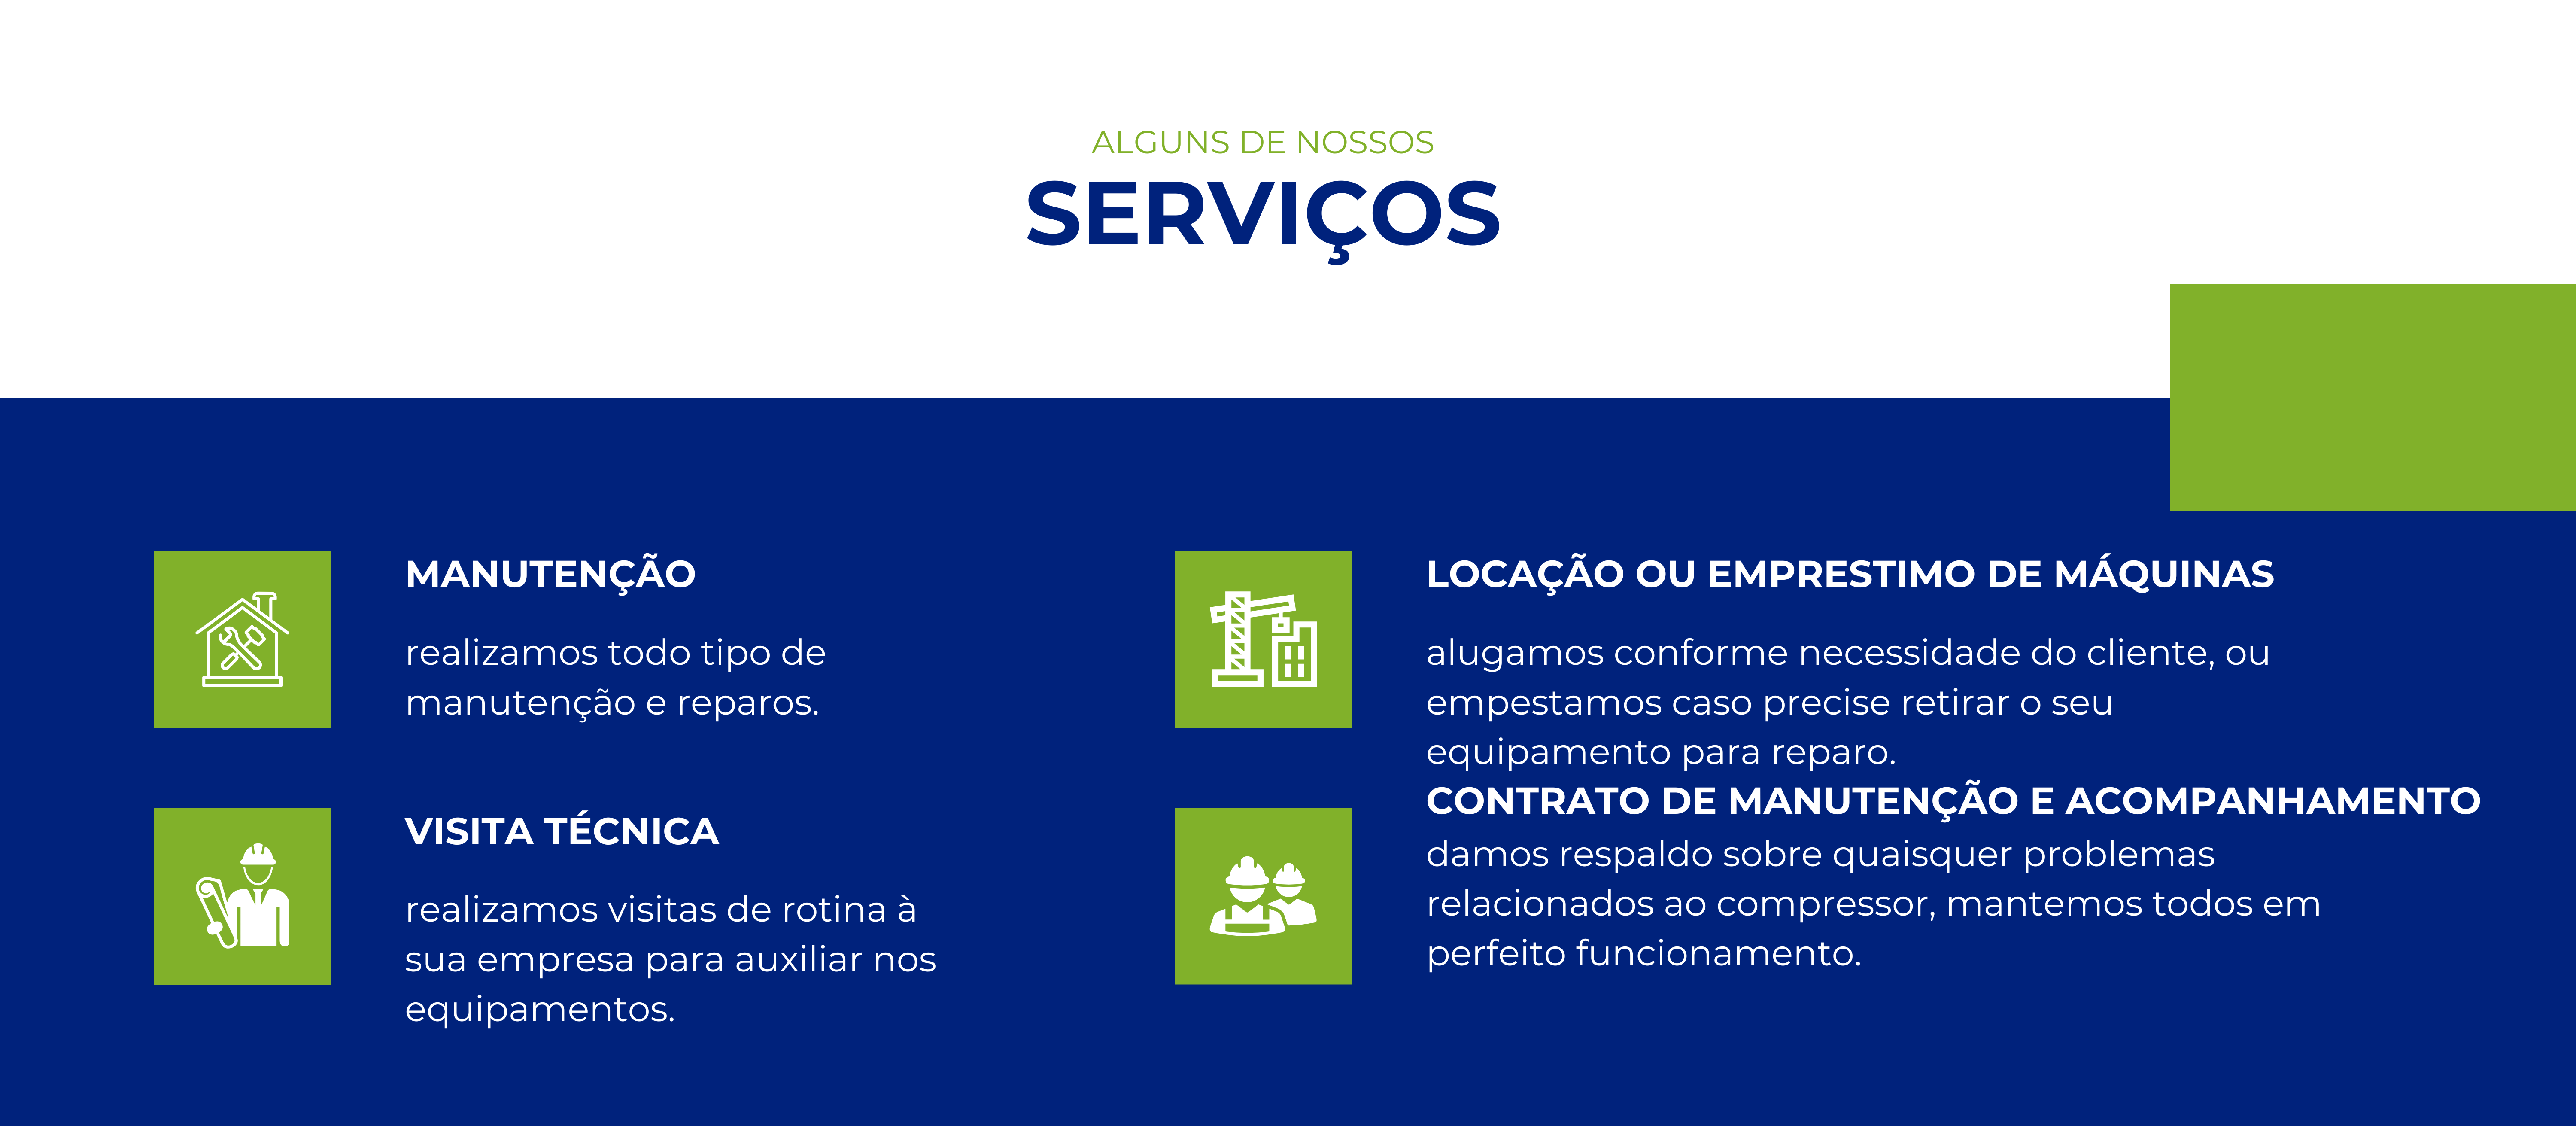 ALGUNS DE NOSSOS
SERVIÇOS
MANUTENÇÃO
realizamos todo tipo de
manutenção e reparos.
VISITA TÉCNICA
realizamos visitas de rotina à
sua empresa para auxiliar nos
equipamentos.
LOCAÇÃO OU EMPRESTIMO DE MÁQUINAS
alugamos conforme necessidade do cliente, ou
empestamos caso precise retirar o seu
equipamento para reparo.
CONTRATO DE MANUTENÇÃO E ACOMPANHAMENTO
damos respaldo sobre quaisquer problemas
relacionados ao compressor, mantemos todos em
perfeito funcionamento.